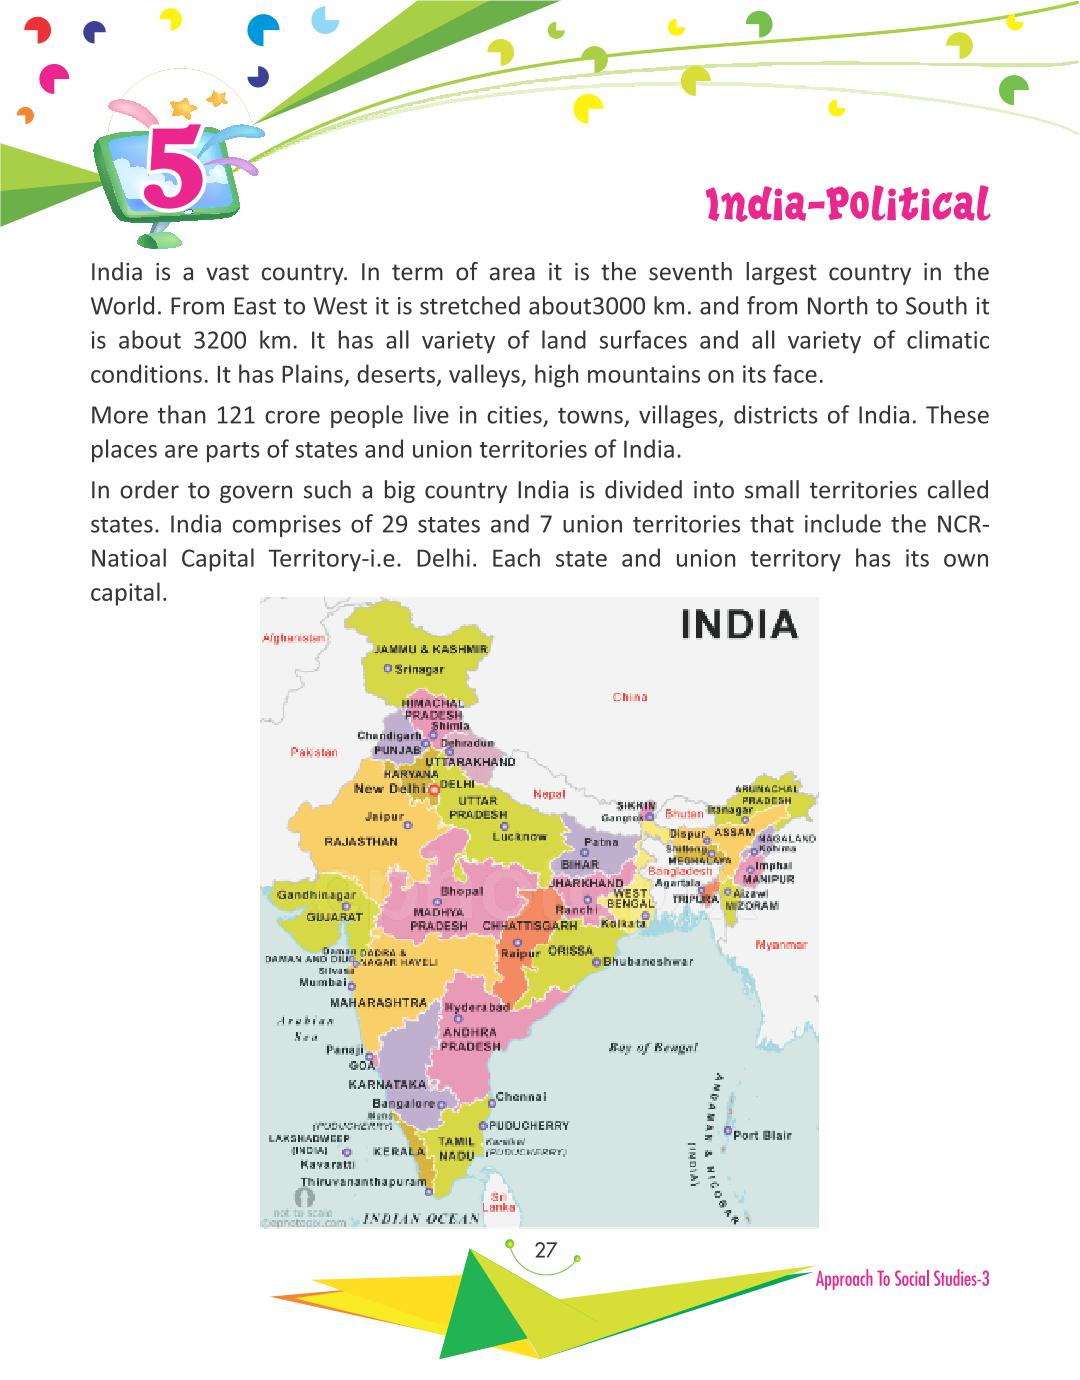 5
India-Political
India is a vast country. In term of area it is the seventh largest country in the
World. From East to West it is stretched about3000 km. and from North to South it
is about 3200 km. It has all variety of land surfaces and all variety of climatic
conditions. It has Plains, deserts, valleys, high mountains on its face.
More than 121 crore people live in cities, towns, villages, districts of India. These
places are parts of states and union territories of India.
In order to govern such a big country India is divided into small territories called
states. India comprises of 29 states and 7 union territories that include the NCR-
Natioal Capital Territory-i.e. Delhi. Each state and union territory has its own
capital.
INDIA
Afghanistan
JAMMU & KASHMIR
Srinagar
China
HIMACHAL
PRADESH
Shimla
Chandigarh
Dehradun
PUNJAB
Pakistan
UTTARAKHAND
HARYANA
New Delhi
DELHI
Nepal
UTTAR
PRADESH
Lucknow
Jaipur
RAJASTHAN
SIKKIN
Gangtok
Bhutan
ARUNACHAL
PRADESH
Itanagar
Dispur
ASSAM
NAGALAND
Kohima
Shillong
MEGHALAYA
Imphal
MANIPUR
Bangladesh
Agartala
TRIPURA
Aizawl
MIZORAM
Patna
BIHAR
JHARKHAND
Ranchi
WEST
BENGAL
Kolkata
Gandhinagar
GUJARAT
Bhopal
MADHYA
PRADESH
CHHATTISGARH
Raipur
ORISSA
Bhubaneshwar
Myanmar
Daman
DAMAN AND DIU
DADRA &
NAGAR HAVELI
Silvasa
Mumbai
MAHARASHTRA
Hyderabad
ANDHRA
PRADESH
Arabian
Sea
Bay of Bengal
Panaji
GOA
KARNATAKA
Bangalore
Chennai
(PUDUCHERRY)
PUDUCHERRY
Karaikal
(PUDUCHERRY)
LAKSHADWEEP
(INDIA)
Kavaratti
KERALA
TAMIL
NADU
Thiruvananthapuram
ANDAMAN & NICOBAR
(INDIA)
Port Blair
Sri
Lanka
INDIAN OCEAN
not to scale
©ephotopix.com
27
Approach To Social Studies-3